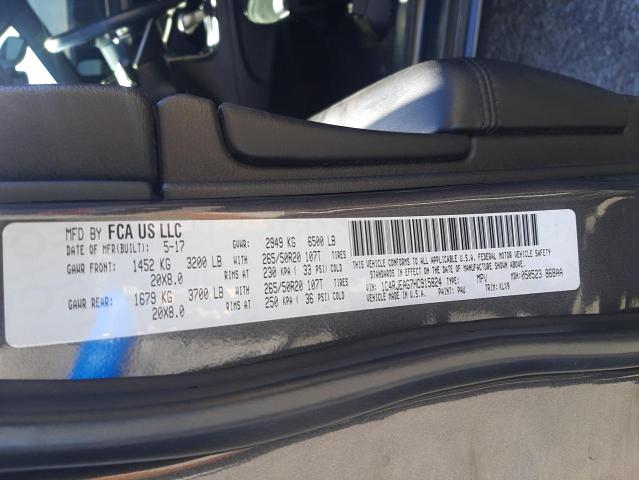 MFD BY FCA US LLC
DATE OF MFR(BUILT): 5-17 GVWR: 2949 KG 6500 LB
GAWR FRONT: 1452 KG 3200 LB WITH 265/50R20 107T TIRES
20X8.0 RIMS AT 230 KPA ( 33 PSI COLD)
GAWR REAR: 1679 KG 3700 LB WITH 265/50R20 107T TIRES
20X8.0 RIMS AT 250 KPA ( 36 PSI COLD)
THIS VEHICLE CONFORMS TO ALL APPLICABLE U.S.A. FEDERAL MOTOR VEHICLE SAFETY
STANDARDS IN EFFECT ON THE DATE OF MANUFACTURE SHOWN ABOVE.
VIN: 1C4RJEAG7HC915824 TYPE: MPV MDH: 050523 868AA
VEHICLE MADE IN U.S.A. PAINT: PAU TRIM: KLX9